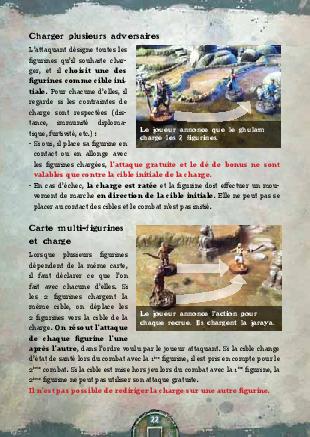 Charger plusieurs adversaires
L'attaquant désigne toutes les
figurines qu'il souhaite char-
ger, et il choisit une des
figurines comme cible ini-
tiale. Pour chacune d'elles, il
regarde si les contraintes de
charge sont respectées (dis-
tance, immunité diploma-
tique, furtivité, etc.) :
- Si oui, il place sa figurine en
contact ou en allonge avec
les figurines chargées, l'attaque gratuite et le dé de bonus ne sont
valables que contre la cible initiale de la charge.
- En cas d'échec, la charge est ratée et la figurine doit effectuer un mou-
vement de marche en direction de la cible initiale. Elle ne peut pas se
placer au contact des cibles et le combat n'est pas initié.
Le joueur annonce que le ghulam
charge les 2 figurines.
Carte multi-figurines
et charge
Lorsque plusieurs figurines
dépendent de la même carte,
il faut déclarer ce que l'on
fait avec chacune d'elles. Si
les 2 figurines chargent la
même cible, on déplace les
2 figurines vers la cible de la
charge. On résout l'attaque
de chaque figurine l'une
après l'autre, dans l'ordre voulu par le joueur attaquant. Si la cible change
d'état de santé lors du combat avec la 1ère figurine, il est pris en compte pour le
2ème combat. Si la cible est mise hors jeu lors du combat avec la 1ère figurine, la
2ème figurine ne peut pas utiliser son attaque gratuite.
Il n'est pas possible de rediriger la charge sur une autre figurine.
Le joueur annonce l'action pour
chaque recrue. Ils chargent la jaraya.
22